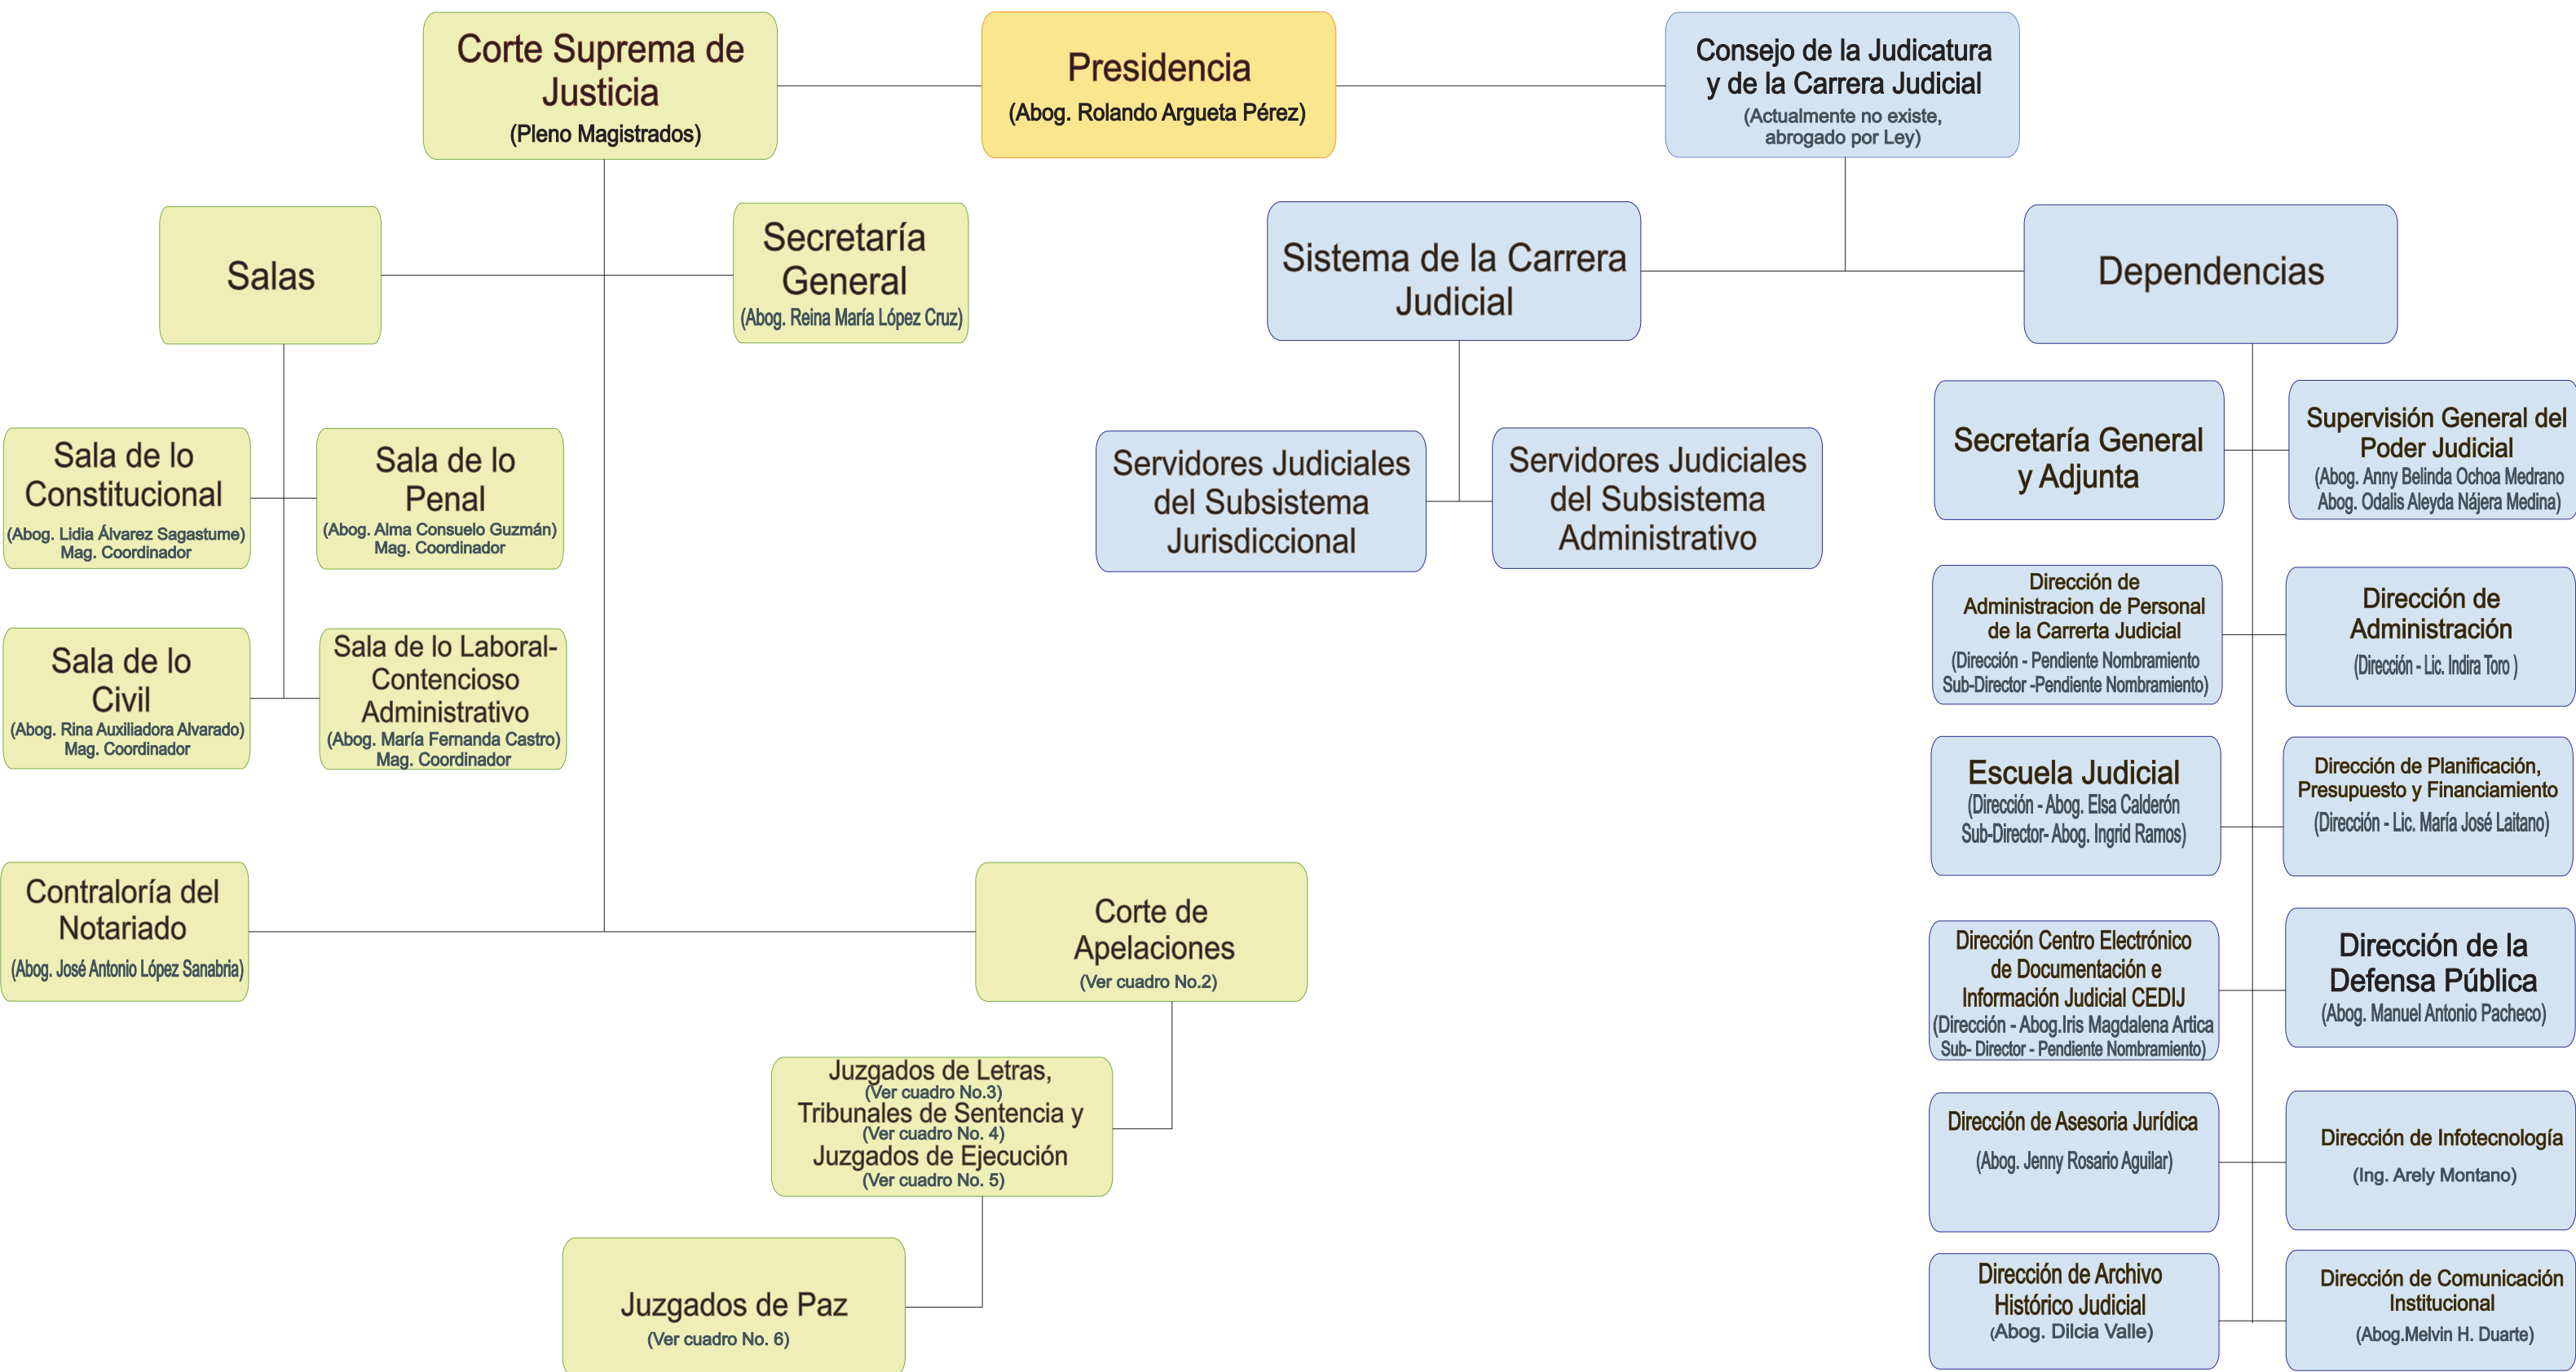 Corte Suprema de
Justicia
(Pleno Magistrados)
Presidencia
(Abog. Rolando Argueta Pérez)
Consejo de la Judicatura
y de la Carrera Judicial
(Actualmente no existe,
abrogado por Ley)
Salas
Secretaría
General
(Abog. Reina María López Cruz)
Sistema de la Carrera
Judicial
Dependencias
Sala de lo
Constitucional
(Abog. Lidia Álvarez Sagastume)
Mag. Coordinador
Sala de lo
Penal
(Abog. Alma Consuelo Guzmán)
Mag. Coordinador
Servidores Judiciales
del Subsistema
Jurisdiccional
Servidores Judiciales
del Subsistema
Administrativo
Secretaría General
y Adjunta
Supervisión General del
Poder Judicial
(Abog. Anny Belinda Ochoa Medrano
Abog. Odalis Aleyda Nájera Medina)
Sala de lo
Civil
(Abog. Rina Auxiliadora Alvarado)
Mag. Coordinador
Sala de lo Laboral-
Contencioso
Administrativo
(Abog. María Fernanda Castro)
Mag. Coordinador
Dirección de
Administracion de Personal
de la Carrerta Judicial
(Dirección - Pendiente Nombramiento
Sub-Director -Pendiente Nombramiento)
Dirección de
Administración
(Dirección - Lic. Indira Toro )
Escuela Judicial
(Dirección - Abog. Elsa Calderón
Sub-Director- Abog. Ingrid Ramos)
Dirección de Planificación,
Presupuesto y Financiamiento
(Dirección - Lic. María José Laitano)
Contraloría del
Notariado
(Abog. José Antonio López Sanabria)
Corte de
Apelaciones
(Ver cuadro No.2)
Dirección Centro Electrónico
de Documentación e
Información Judicial CEDIJ
(Dirección - Abog.Iris Magdalena Artica
Sub- Director - Pendiente Nombramiento)
Dirección de la
Defensa Pública
(Abog. Manuel Antonio Pacheco)
Juzgados de Letras,
(Ver cuadro No.3)
Tribunales de Sentencia y
(Ver cuadro No. 4)
Juzgados de Ejecución
(Ver cuadro No. 5)
Dirección de Asesoria Jurídica
(Abog. Jenny Rosario Aguilar)
Dirección de Infotecnología
(Ing. Arely Montano)
Juzgados de Paz
(Ver cuadro No. 6)
Dirección de Archivo
Histórico Judicial
(Abog. Dilcia Valle)
Dirección de Comunicación
Institucional
(Abog.Melvin H. Duarte)